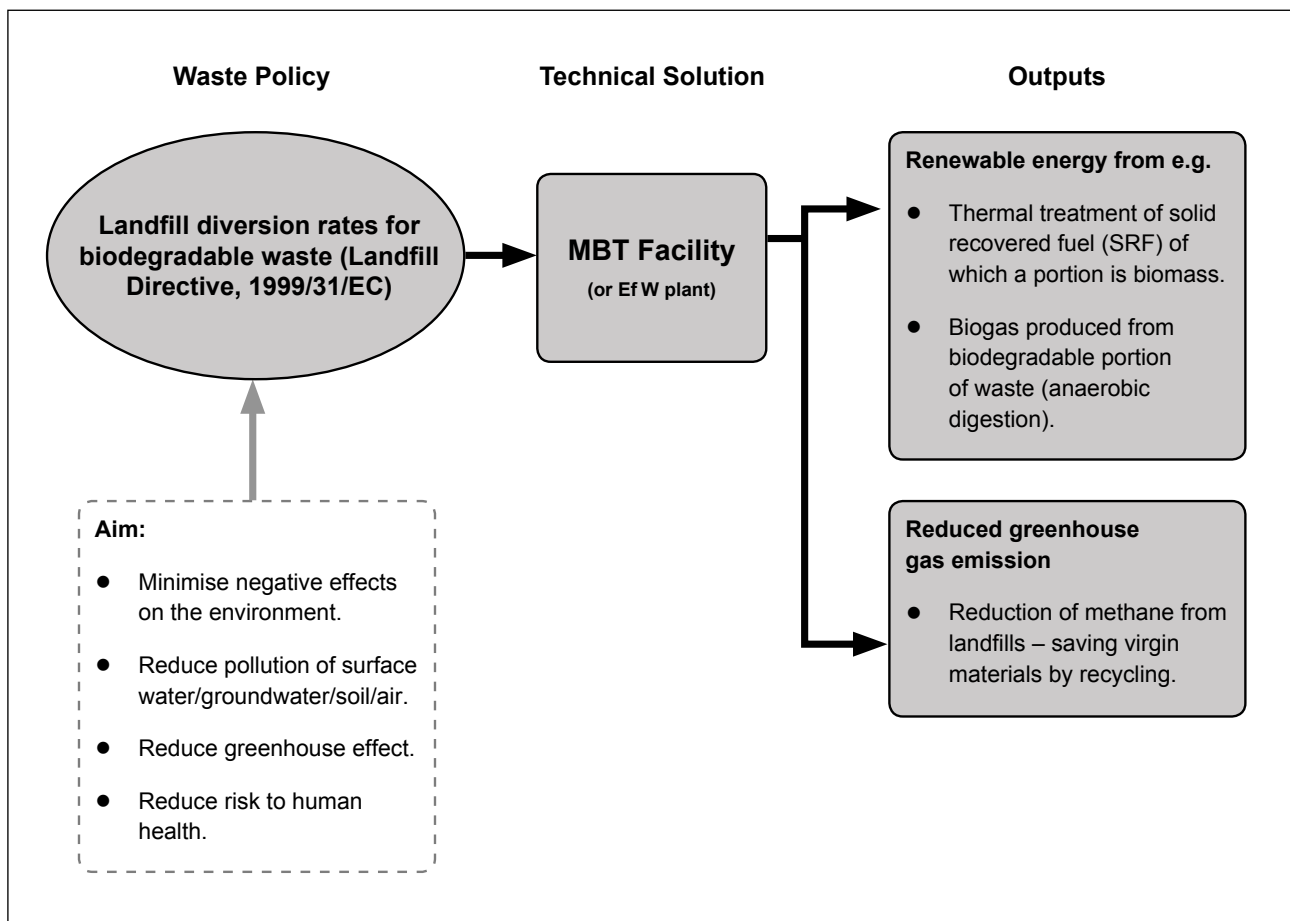 Waste Policy
Technical Solution
Outputs
Landfill diversion rates for
biodegradable waste (Landfill
Directive, 1999/31/EC)
MBT Facility
(or Ef W plant)
Renewable energy from e.g.
● Thermal treatment of solid
recovered fuel (SRF) of
which a portion is biomass.
● Biogas produced from
biodegradable portion
of waste (anaerobic
digestion).
Aim:
● Minimise negative effects
on the environment.
● Reduce pollution of surface
water/groundwater/soil/air.
● Reduce greenhouse effect.
● Reduce risk to human
health.
Reduced greenhouse
gas emission
● Reduction of methane from
landfills – saving virgin
materials by recycling.